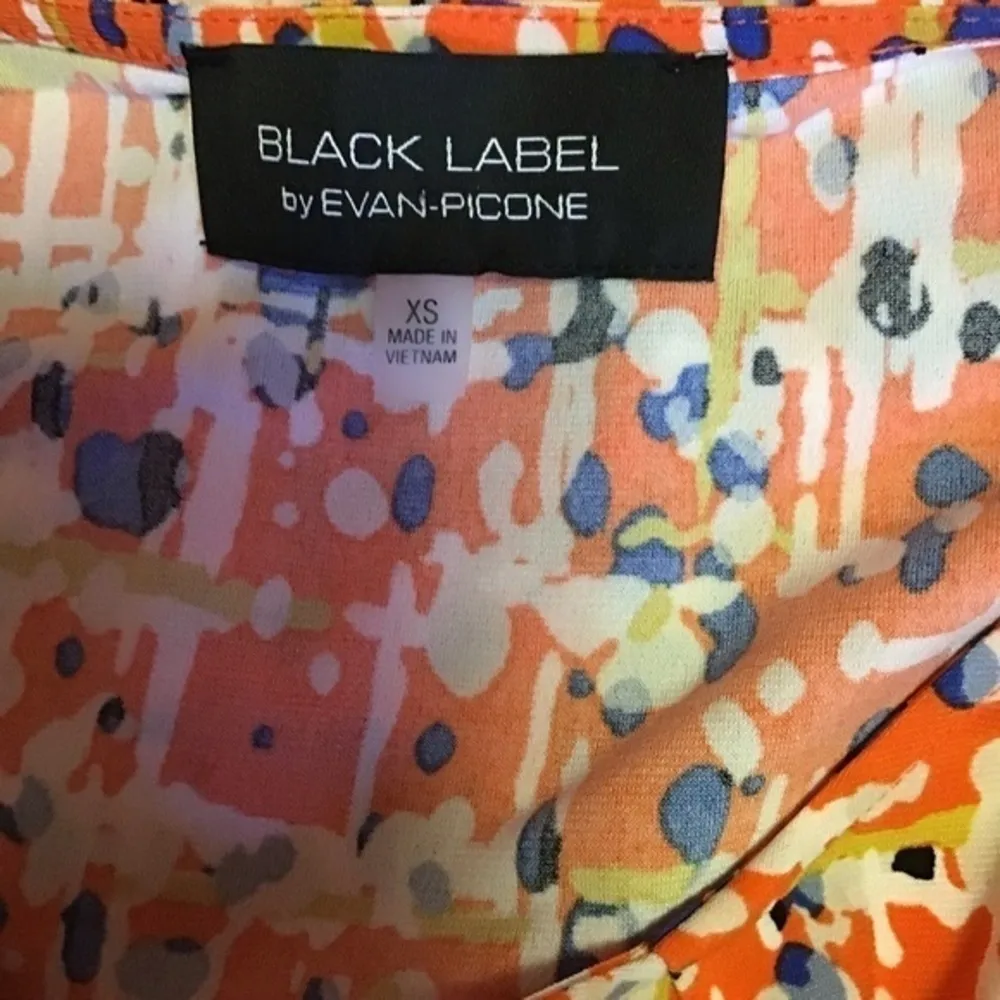 BLACK LABEL
by EVAN-PICONE
XS
MADE IN
VIETNAM